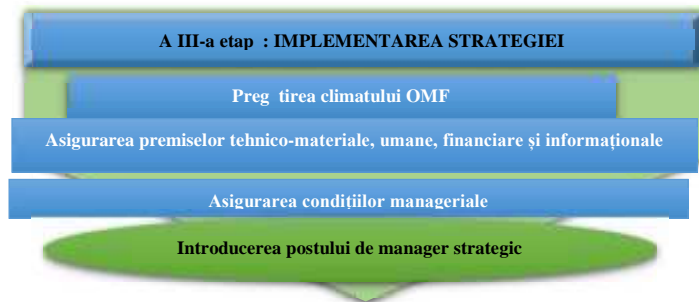 A III-a etap : IMPLEMENTAREA STRATEGIEI
Preg tirea climatului OMF
Asigurarea premiselor tehnico-materiale, umane, financiare și informaționale
Asigurarea condițiilor manageriale
Introducerea postului de manager strategic